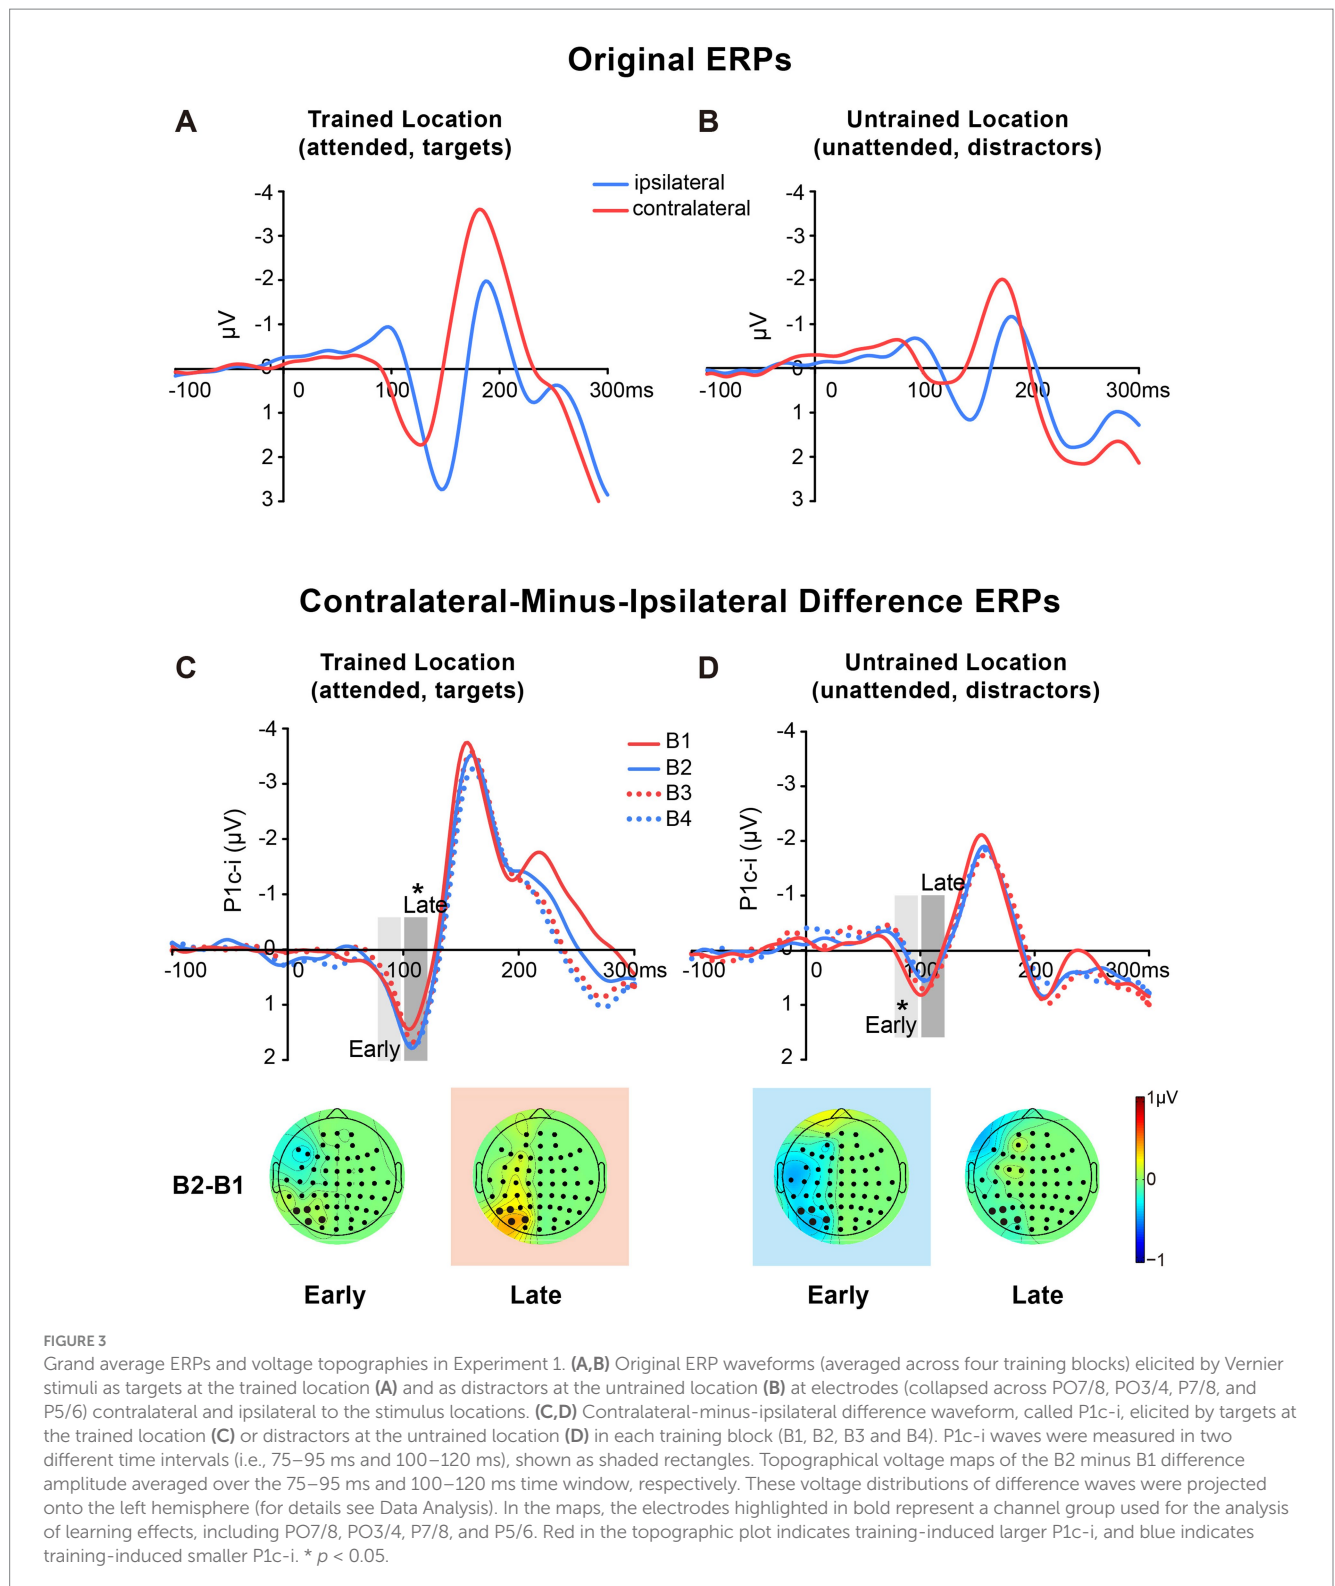 Original ERPs
A
Trained Location
(attended, targets)
B
Untrained Location
(unattended, distractors)
ipsilateral
contralateral
-4
-3
-2
-1
0
1
2
3
µV
-100
0
100
200
300ms
-4
-3
-2
-1
0
1
2
3
µV
-100
0
100
200
300ms
Contralateral-Minus-Ipsilateral Difference ERPs
C
Trained Location
(attended, targets)
D
Untrained Location
(unattended, distractors)
B1
B2
B3
B4
-4
-3
-2
-1
0
1
2
P1c-i (µV)
*
Late
Early
-100
0
100
200
300ms
-4
-3
-2
-1
0
1
2
P1c-i (µV)
Late
*
Early
-100
0
100
200
300ms
B2-B1
1µV
0
−1
Early
Late
Early
Late
FIGURE 3
Grand average ERPs and voltage topographies in Experiment 1. (A,B) Original ERP waveforms (averaged across four training blocks) elicited by Vernier
stimuli as targets at the trained location (A) and as distractors at the untrained location (B) at electrodes (collapsed across PO7/8, PO3/4, P7/8, and
P5/6) contralateral and ipsilateral to the stimulus locations. (C,D) Contralateral-minus-ipsilateral difference waveform, called P1c-i, elicited by targets at
the trained location (C) or distractors at the untrained location (D) in each training block (B1, B2, B3 and B4). P1c-i waves were measured in two
different time intervals (i.e., 75–95 ms and 100–120 ms), shown as shaded rectangles. Topographical voltage maps of the B2 minus B1 difference
amplitude averaged over the 75–95 ms and 100–120 ms time window, respectively. These voltage distributions of difference waves were projected
onto the left hemisphere (for details see Data Analysis). In the maps, the electrodes highlighted in bold represent a channel group used for the analysis
of learning effects, including PO7/8, PO3/4, P7/8, and P5/6. Red in the topographic plot indicates training-induced larger P1c-i, and blue indicates
training-induced smaller P1c-i. * p < 0.05.